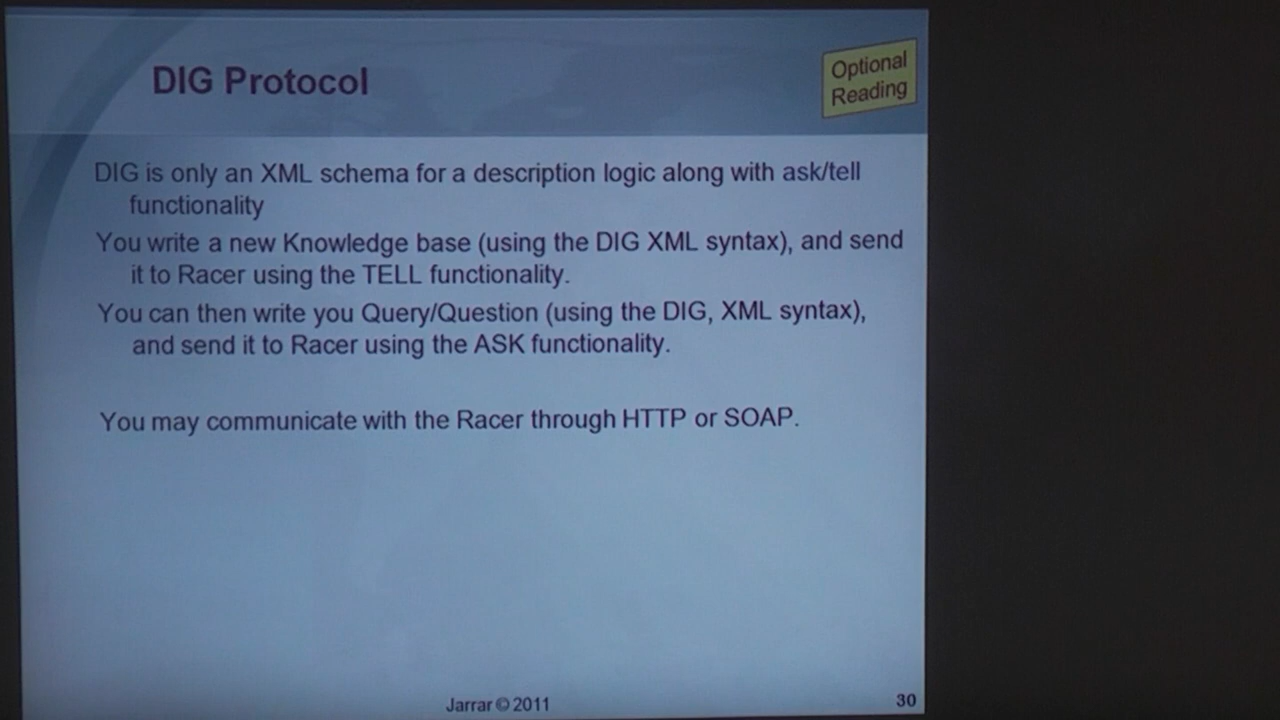 DIG Protocol
Optional
Reading
DIG is only an XML schema for a description logic along with ask/tell
functionality
You write a new Knowledge base (using the DIG XML syntax), and send
it to Racer using the TELL functionality.
You can then write you Query/Question (using the DIG, XML syntax),
and send it to Racer using the ASK functionality.
You may communicate with the Racer through HTTP or SOAP.
Jarrar © 2011
30